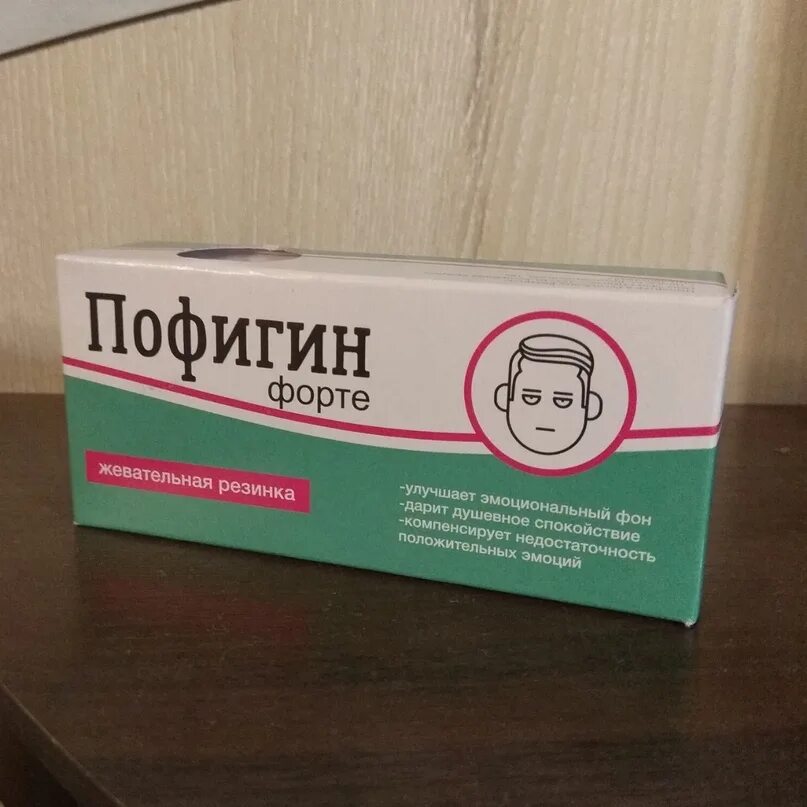 Пофигин
форте
жевательная резинка
-улучшает эмоциональный фон
-дарит душевное спокойствие
-компенсирует недостаточность
положительных эмоций